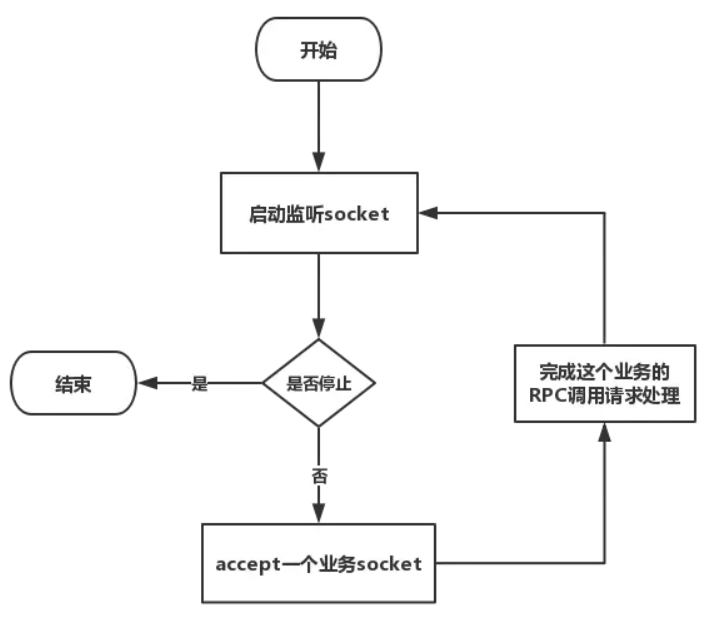 开始
启动监听socket
是否停止
是
结束
否
accept一个业务socket
完成这个业务的
RPC调用请求处理